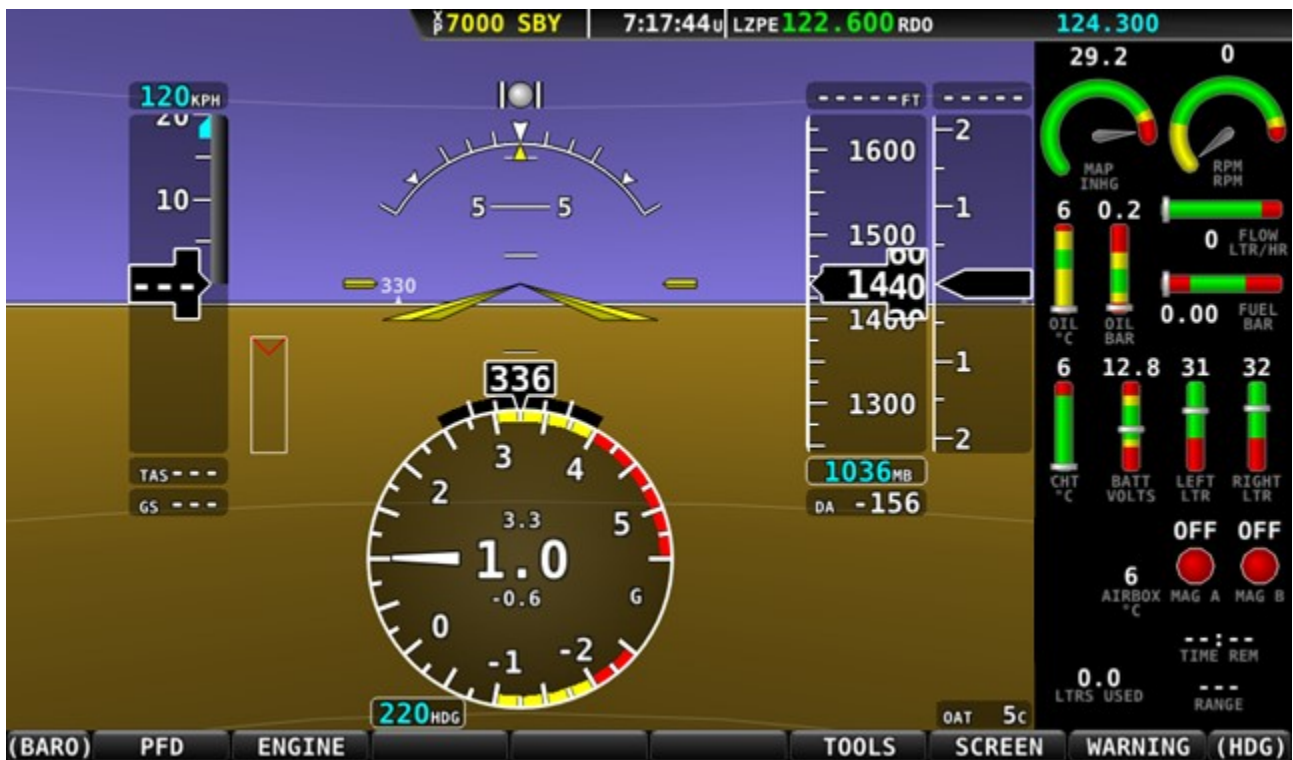 XP 7000 SBY 7:17:44U LZPE 122.600 RDO 124.300
120KPH
20
10
TAS---
GS ---
5 5
330
336
3 4
2 5
3.3
1.0
-0.6
G
0
-1 -2
220HDG
-----FT -----
1600
1500
1440
60
1400
1300
1036MB
DA -156
2
1
1
2
OAT 5C
29.2 0
MAP INHG RPM RPM
6 0.2
0 FLOW LTR/HR
0.00 FUEL BAR
OIL °C OIL BAR
6 12.8 31 32
CHT °C BATT VOLTS LEFT LTR RIGHT LTR
OFF OFF
6
AIRBOX °C MAG A MAG B
--:--
TIME REM
0.0
LTRS USED
---
RANGE
(BARO) PFD ENGINE TOOLS SCREEN WARNING (HDG)